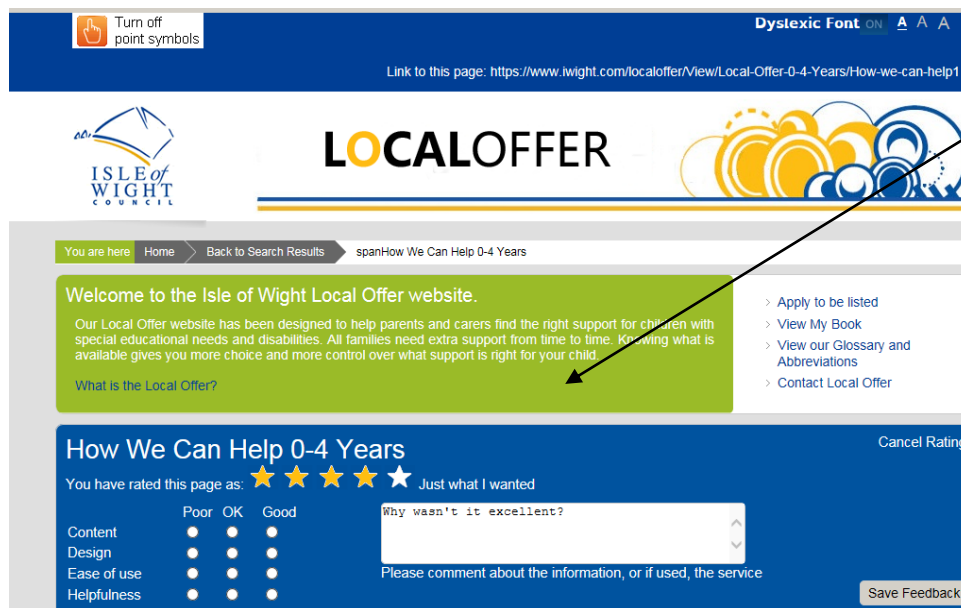 Turn off
point symbols
Dyslexic Font ON A A A
Link to this page: https://www.iwight.com/localoffer/View/Local-Offer-0-4-Years/How-we-can-help1
ISLE of
WIGHT
COUNCIL
LOCALOFFER
You are here Home Back to Search Results spanHow We Can Help 0-4 Years
Welcome to the Isle of Wight Local Offer website.
Our Local Offer website has been designed to help parents and carers find the right support for children with
special educational needs and disabilities. All families need extra support from time to time. Knowing what is
available gives you more choice and more control over what support is right for your child.
What is the Local Offer?
> Apply to be listed
> View My Book
> View our Glossary and
Abbreviations
> Contact Local Offer
How We Can Help 0-4 Years
Cancel Rating
You have rated this page as: Just what I wanted
Poor OK Good
Content
Design
Ease of use
Helpfulness
Why wasn't it excellent?
Please comment about the information, or if used, the service
Save Feedback